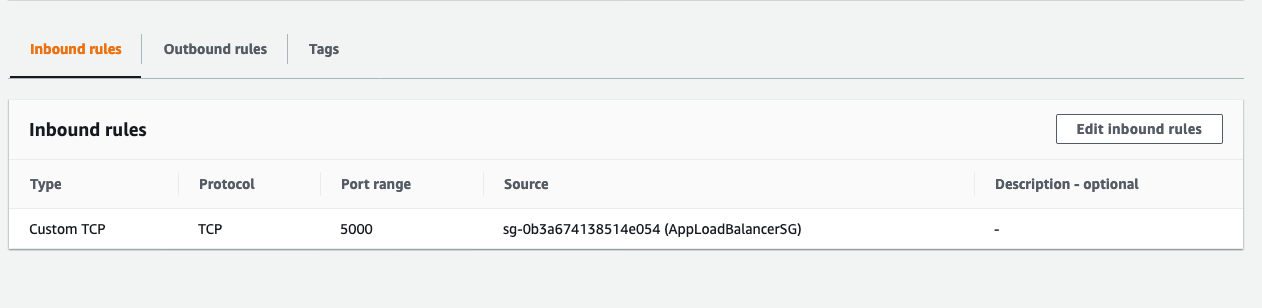 Inbound rules Outbound rules Tags
Inbound rules Edit inbound rules
Type Protocol Port range Source Description - optional
Custom TCP TCP 5000 sg-0b3a674138514e054 (AppLoadBalancerSG) -